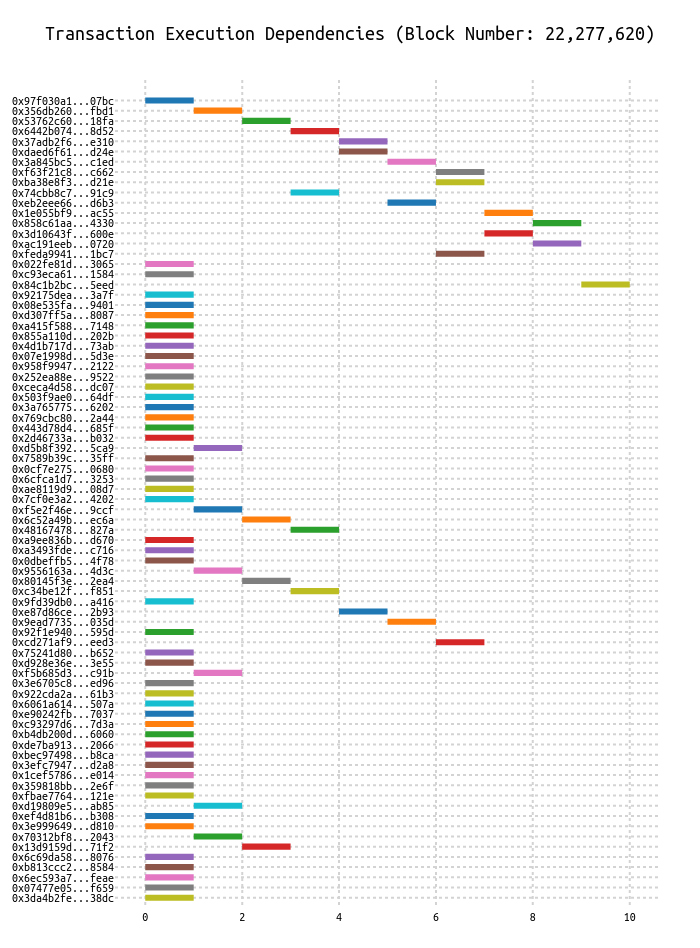 Transaction Execution Dependencies (Block Number: 22,277,620)
0x97f030a1...07bc
0x356db260...fbd1
0x53762c60...18fa
0x6442b074...8d52
0x37adb2f6...e310
0xdaed6f61...d24e
0x3a845bc5...c1ed
0xf63f21c8...c662
0xba38e8f3...d21e
0x74cbb8c7...91c9
0xeb2eee66...d6b3
0x1e055bf9...ac55
0x858c61aa...4330
0x3d10643f...600e
0xac191eeb...0720
0xfeda9941...1bc7
0x022fe81d...3065
0xc93eca61...1584
0x84c1b2bc...5eed
0x92175dea...3a7f
0x08e535fa...9401
0xd307ff5a...8087
0xa415f588...7148
0x855a110d...202b
0x4d1b717d...73ab
0x07e1998d...5d3e
0x958f9947...2122
0x252ea88e...9522
0xceca4d58...dc07
0x503f9ae0...64df
0x3a765775...6202
0x769cbc80...2a44
0x443d78d4...685f
0x2d46733a...b032
0xd5b8f392...5ca9
0x7589b39c...35ff
0x0cf7e275...0680
0x6cfca1d7...3253
0xae8119d9...08d7
0x7cf0e3a2...4202
0xf5e2f46e...9ccf
0x6c52a49b...ec6a
0x48167478...827a
0xa9ee836b...d670
0xa3493fde...c716
0x0dbeffb5...4f78
0x9556163a...4d3c
0x80145f3e...2ea4
0xc34be12f...f851
0x9fd39db0...a416
0xe87d86ce...2b93
0x9ead7735...035d
0x92f1e940...595d
0xcd271af9...eed3
0x75241d80...b652
0xd928e36e...3e55
0xf5b685d3...c91b
0x3e6705c8...ed96
0x922cda2a...61b3
0x6061a614...507a
0xe90242fb...7037
0xc93297d6...7d3a
0xb4db200d...6060
0xde7ba913...2066
0xbec97498...b8ca
0x3efc7947...d2a8
0x1cef5786...e014
0x359818bb...2e6f
0xfbae7764...121e
0xd19809e5...ab85
0xef4d81b6...b308
0x3e999649...d810
0x70312bf8...2043
0x13d9159d...71f2
0x6c69da58...8076
0xb813ccc2...8584
0x6ec593a7...feae
0x07477e05...f659
0x3da4b2fe...38dc
0 2 4 6 8 10